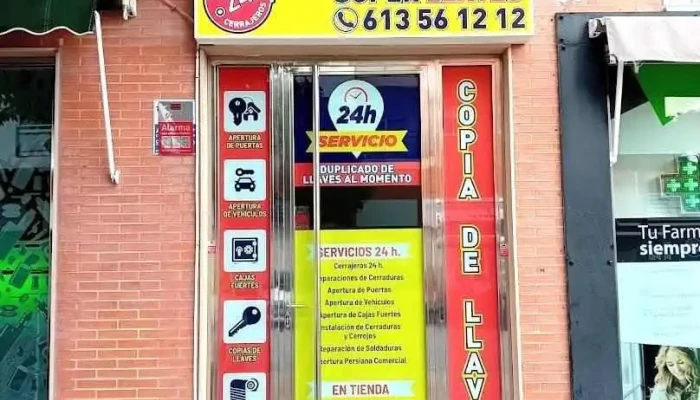 24h
CERRAJEROS
613 56 12 12
Alarma
APERTURA
DE PUERTAS
APERTURA
DE VEHÍCULOS
CAJAS
FUERTES
COPIAS DE
LLAVES
24h
SERVICIO
DUPLICADO DE
LLAVES AL MOMENTO
SERVICIOS 24 h.
Cerrajeros 24 h.
Reparaciones de Cerraduras
Apertura de Puertas
Apertura de Vehículos
Apertura de Cajas Fuertes
Instalación de Cerraduras
y Cerrojos
Reparación de Soldaduras
Apertura Persiana Comercial
EN TIENDA
COPIA DE LLAV
Tu Farm
siempre